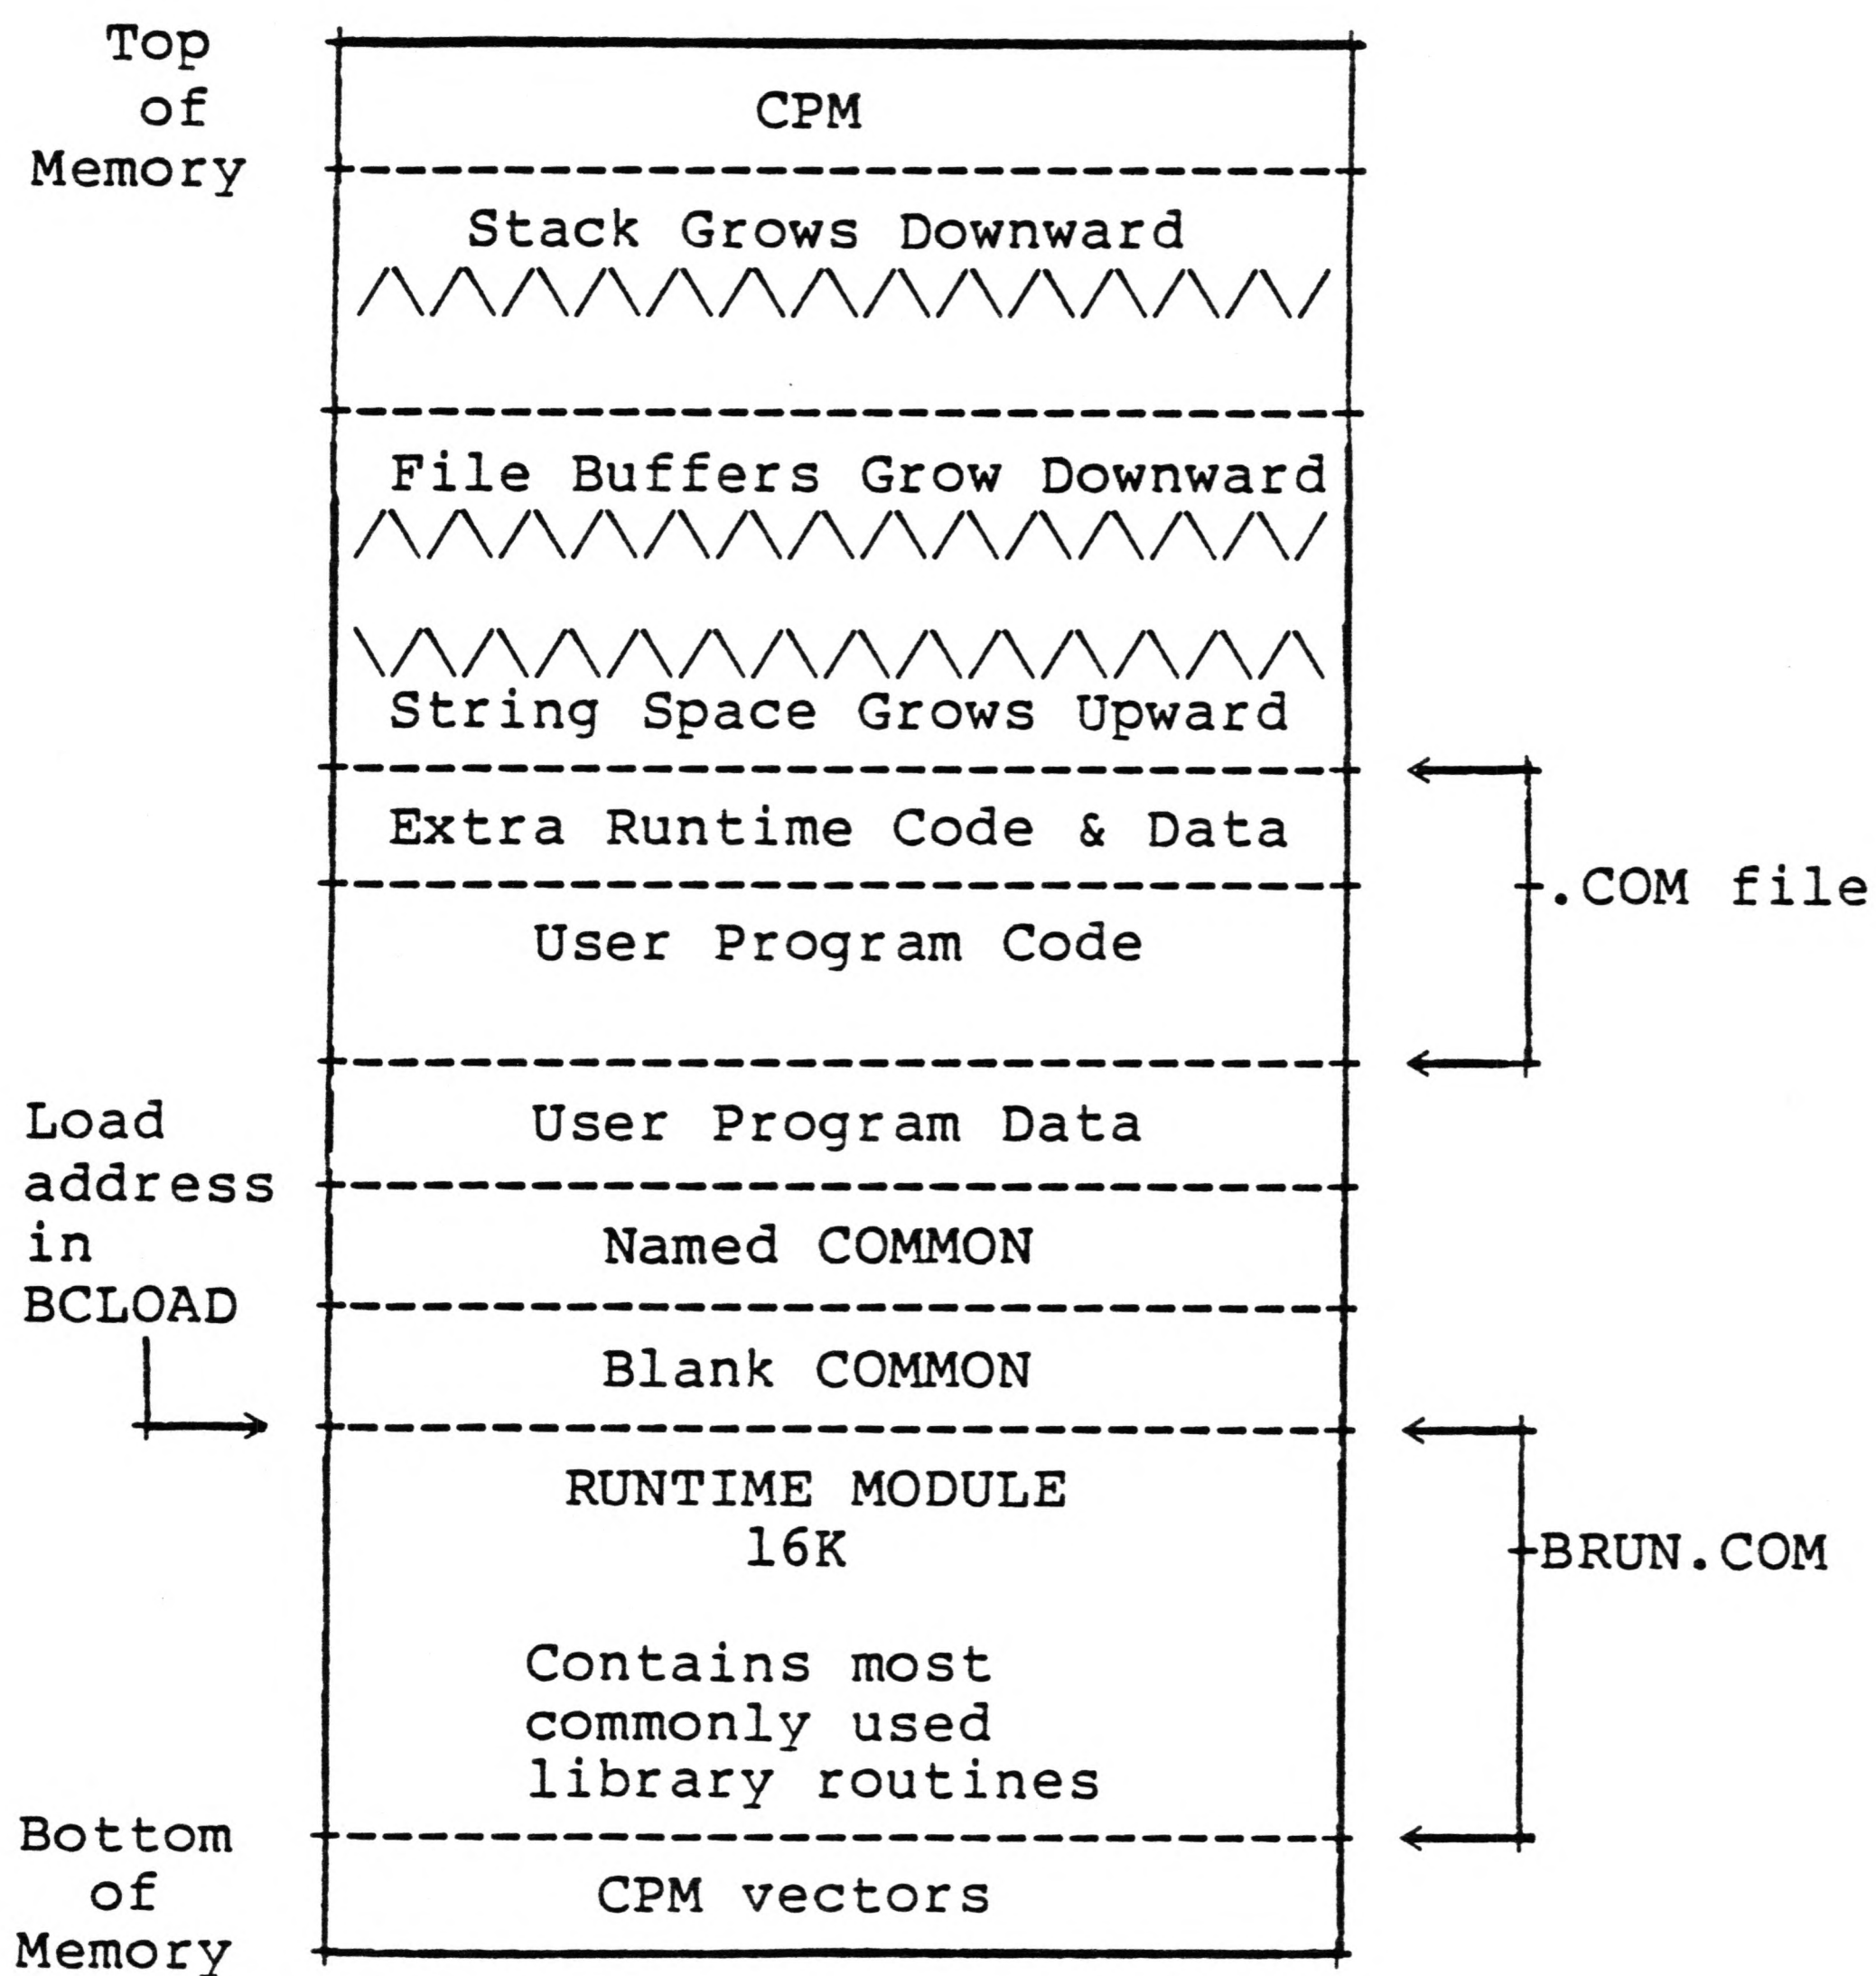 Top
of
Memory
CPM
Stack Grows Downward
File Buffers Grow Downward
String Space Grows Upward
Extra Runtime Code & Data
.COM file
User Program Code
User Program Data
Load
address
in
BCLOAD
Named COMMON
Blank COMMON
RUNTIME MODULE
16K
BRUN.COM
Contains most
commonly used
library routines
Bottom
of
Memory
CPM vectors